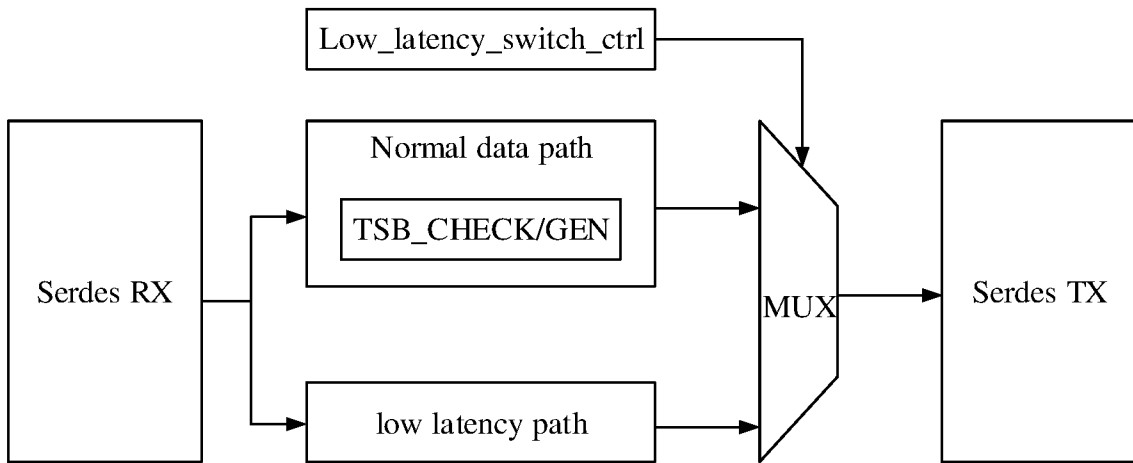 Low_latency_switch_ctrl
Normal data path
TSB_CHECK/GEN
Serdes RX
MUX
Serdes TX
low latency path